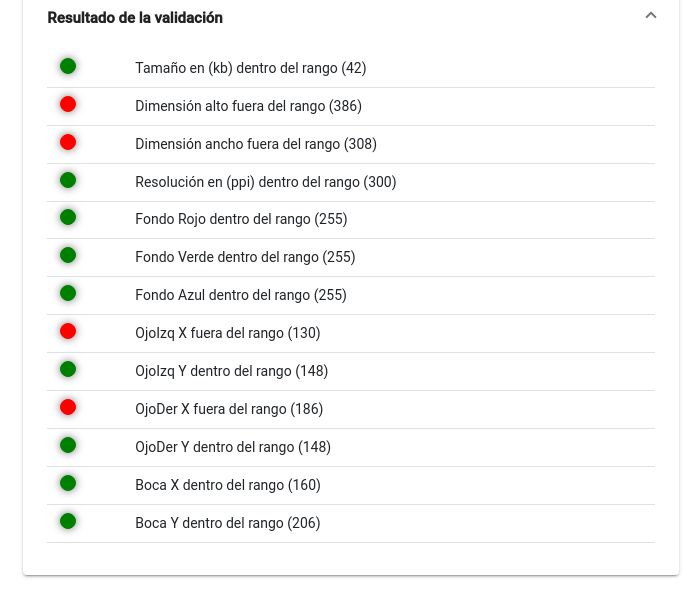 Resultado de la validación
Tamaño en (kb) dentro del rango (42)
Dimensión alto fuera del rango (386)
Dimensión ancho fuera del rango (308)
Resolución en (ppi) dentro del rango (300)
Fondo Rojo dentro del rango (255)
Fondo Verde dentro del rango (255)
Fondo Azul dentro del rango (255)
OjoIzq X fuera del rango (130)
OjoIzq Y dentro del rango (148)
OjoDer X fuera del rango (186)
OjoDer Y dentro del rango (148)
Boca X dentro del rango (160)
Boca Y dentro del rango (206)